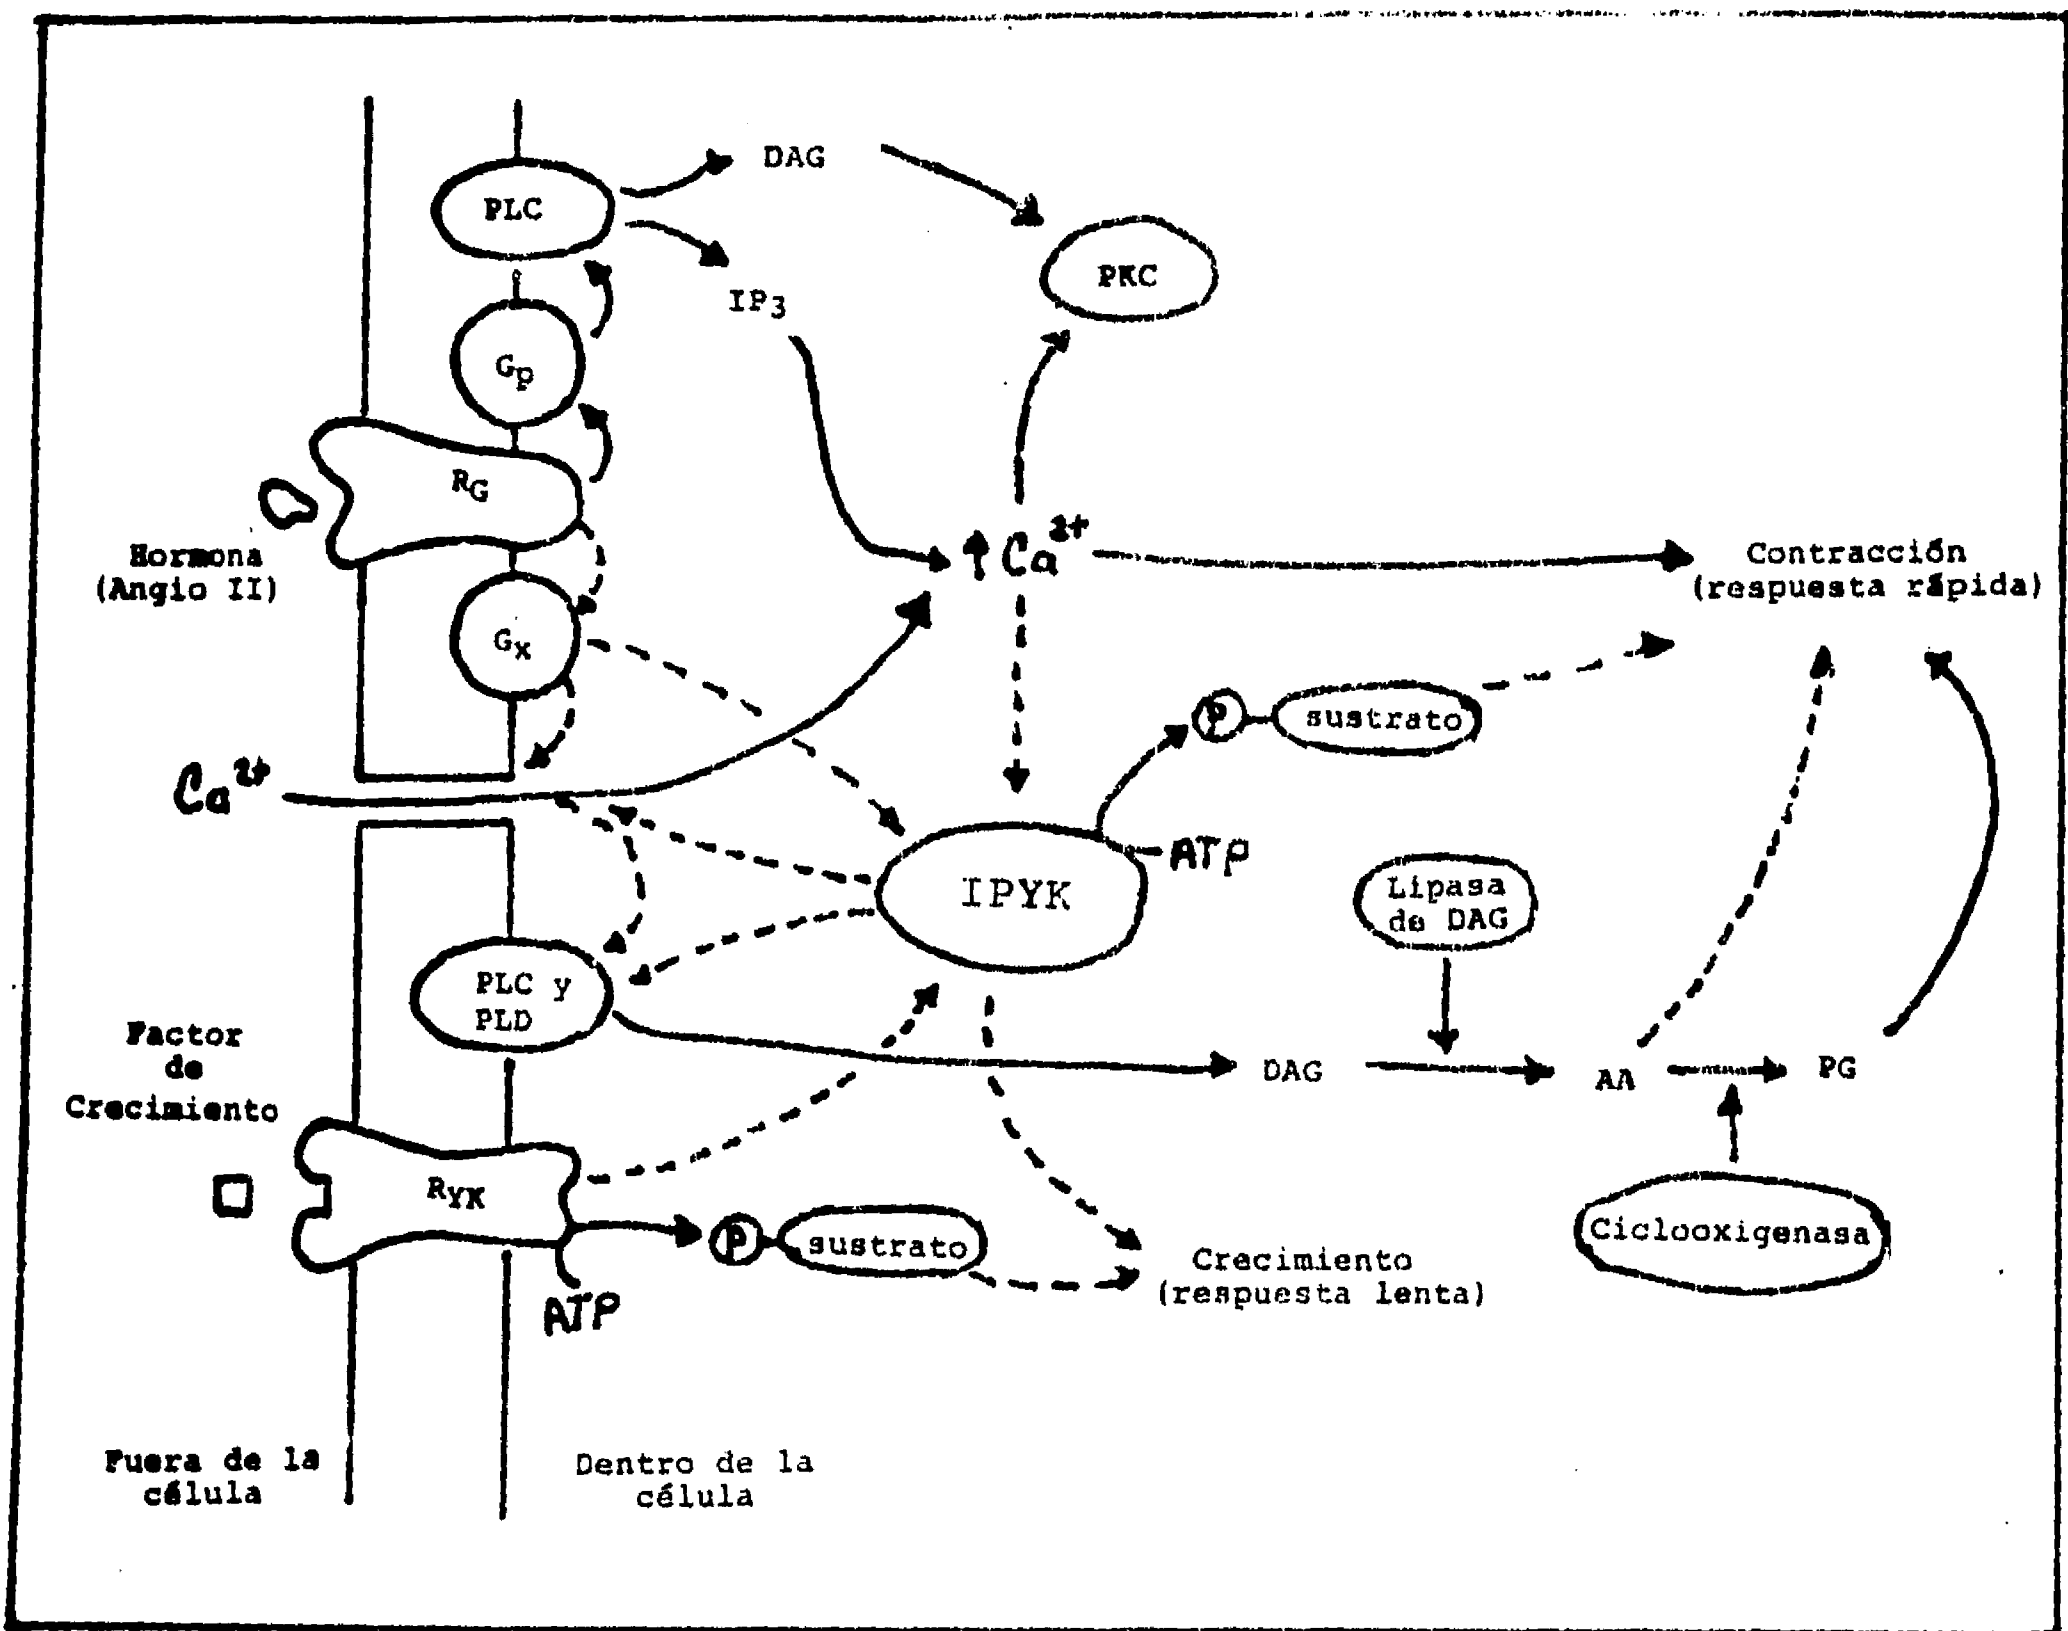 DAG
PLC
PKC
IP3
Gp
RG
Hormona
(Angio II)
↑ Ca2+
Contracción
(respuesta rápida)
Gx
P
sustrato
Ca2+
ATP
IPYK
Lipasa
de DAG
PLC y
PLD
Factor
de
Crecimiento
DAG
AA
PG
RYK
P
sustrato
ATP
Ciclooxigenasa
Crecimiento
(respuesta lenta)
Fuera de la
célula
Dentro de la
célula